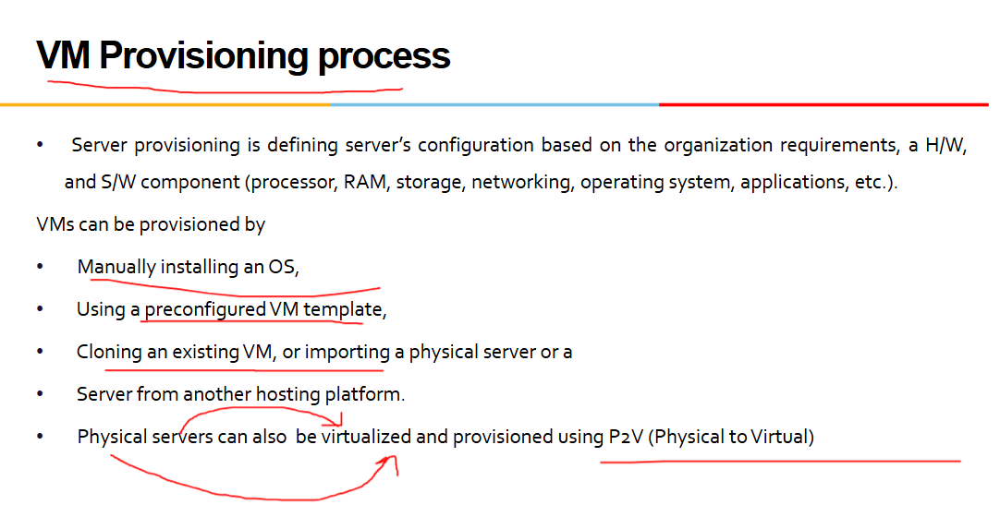 VM Provisioning process
• Server provisioning is defining server’s configuration based on the organization requirements, a H/W,
and S/W component (processor, RAM, storage, networking, operating system, applications, etc.).
VMs can be provisioned by
• Manually installing an OS,
• Using a preconfigured VM template,
• Cloning an existing VM, or importing a physical server or a
• Server from another hosting platform.
• Physical servers can also be virtualized and provisioned using P2V (Physical to Virtual)